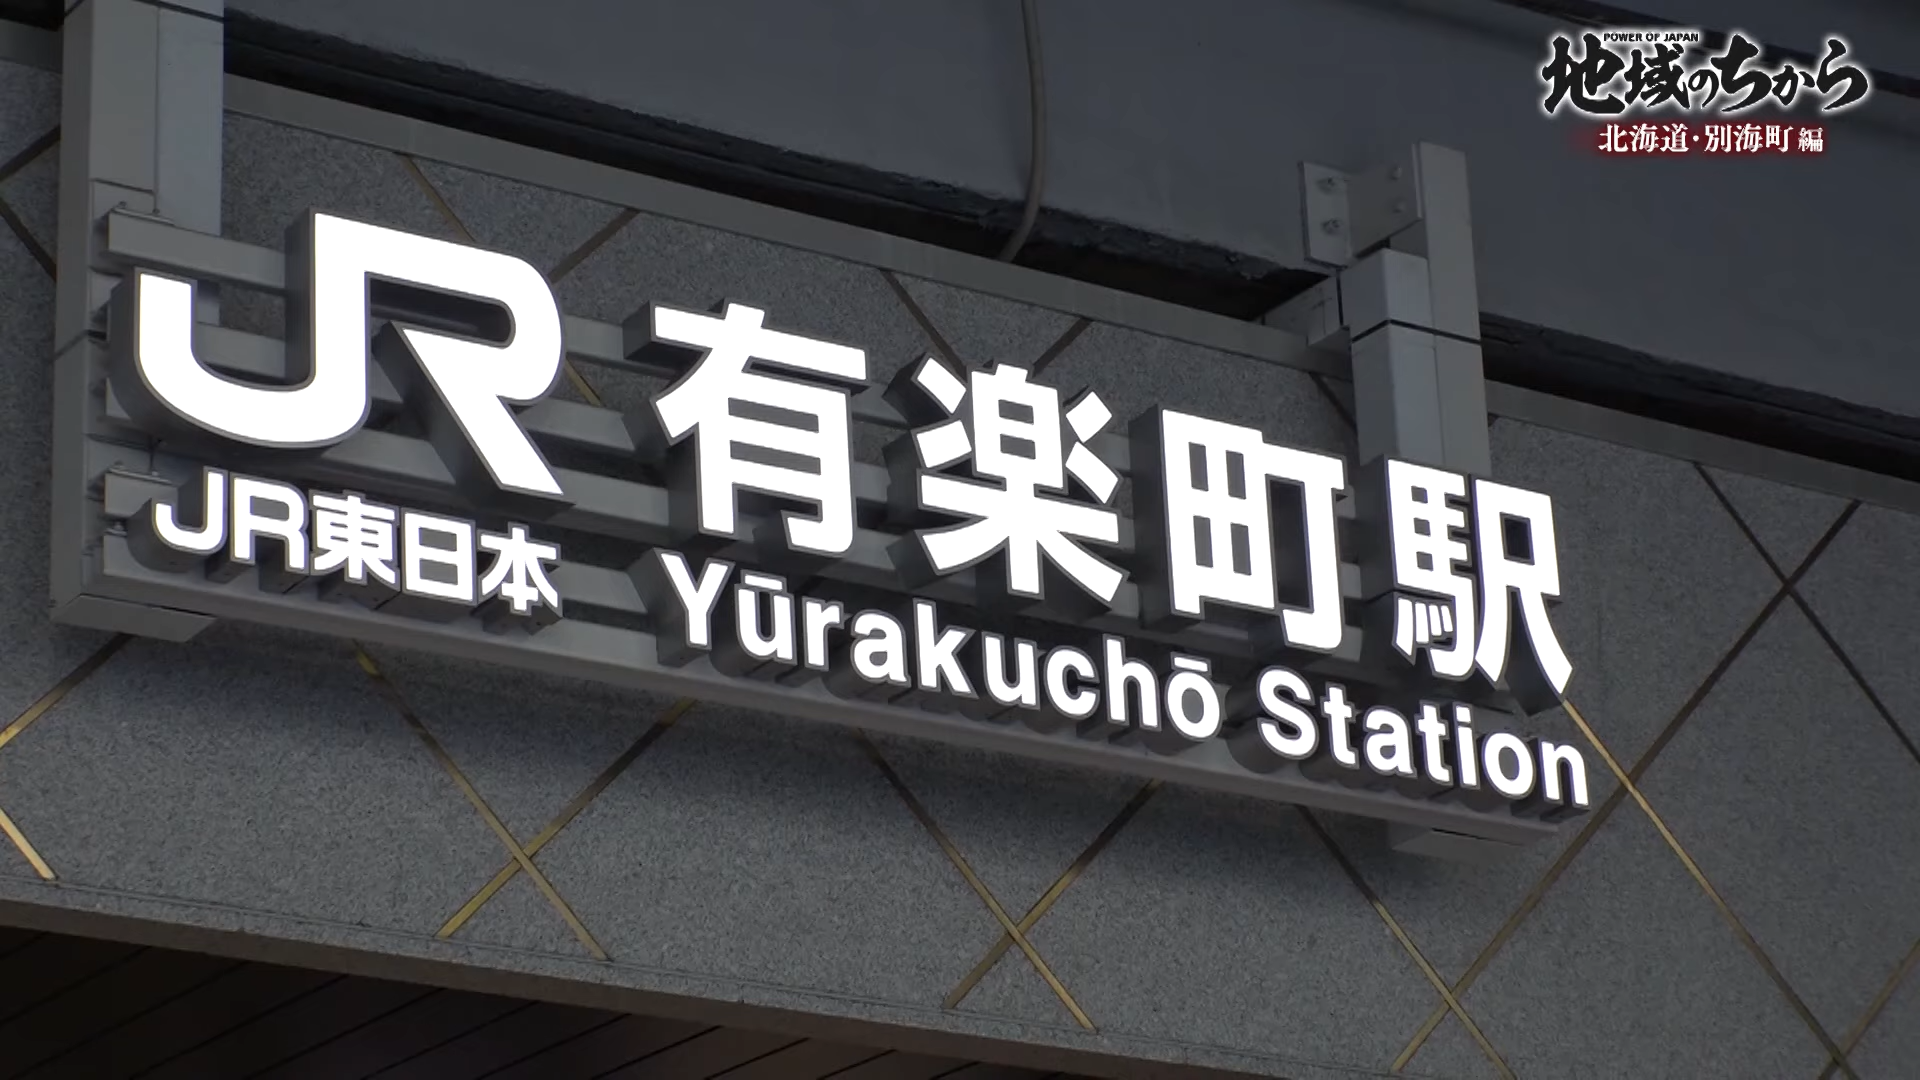 POWER OF JAPAN
地域のちから
北海道・別海町 編
JR 有楽町駅
JR東日本
Yūrakuchō Station